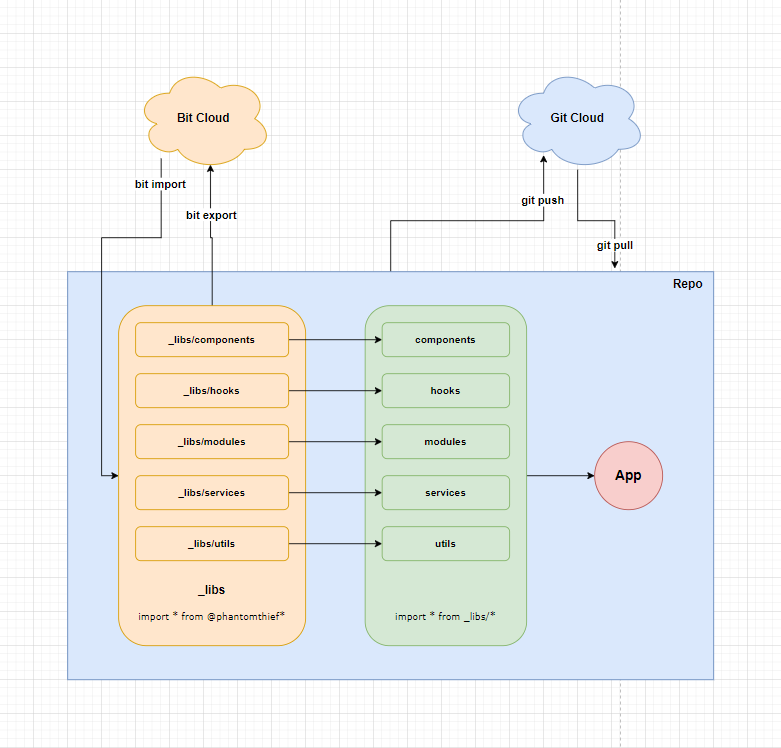 Bit Cloud
Git Cloud
bit import
git push
bit export
git pull
Repo
_libs/components
components
_libs/hooks
hooks
_libs/modules
modules
App
_libs/services
services
_libs/utils
utils
_libs
import * from @phantomthief*
import * from _libs/*